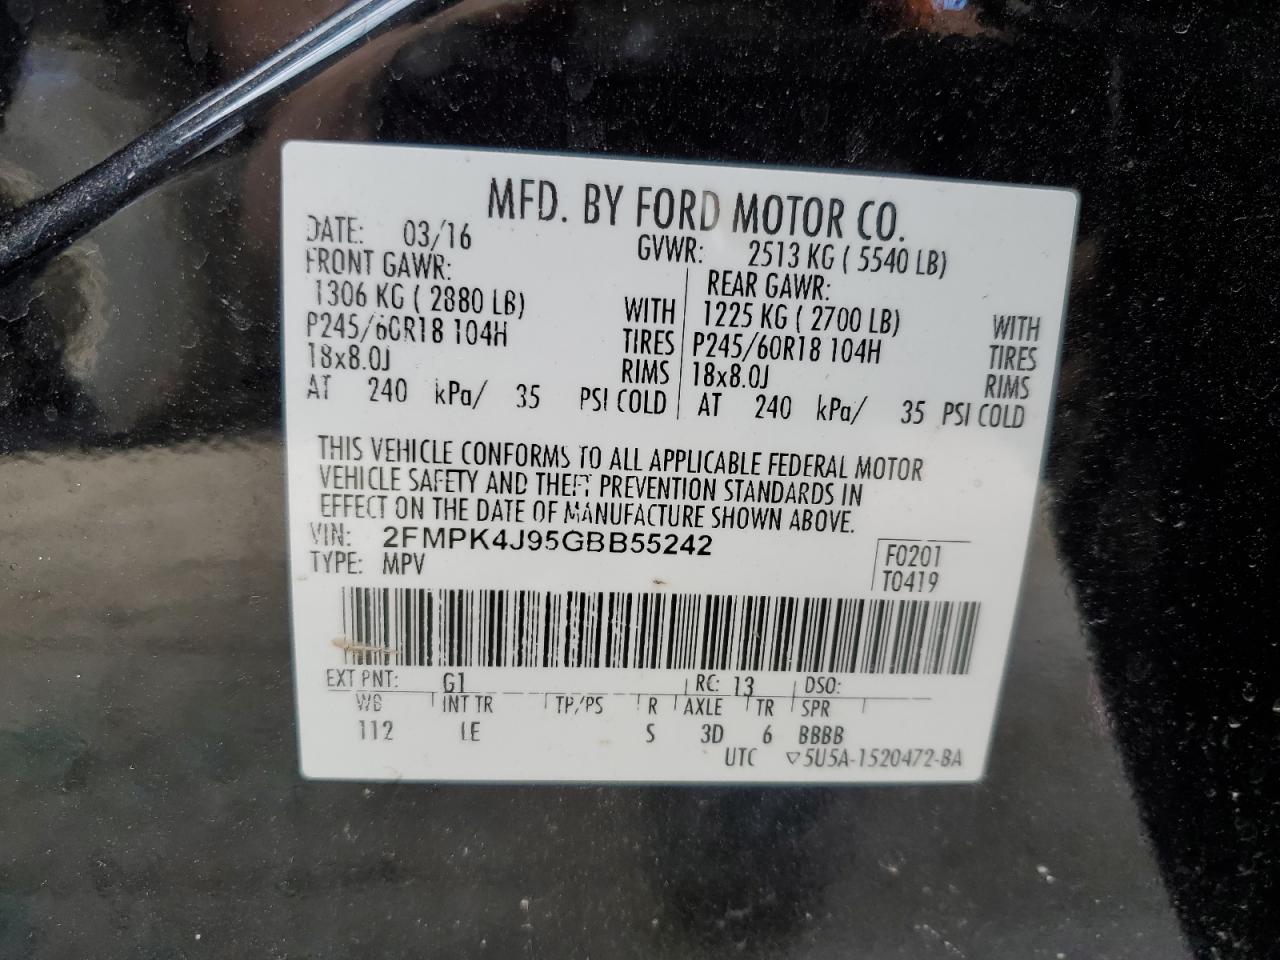 MFD. BY FORD MOTOR CO.
DATE: 03/16 GVWR: 2513 KG ( 5540 LB)
FRONT GAWR: REAR GAWR:
1306 KG ( 2880 LB) WITH 1225 KG ( 2700 LB) WITH
P245/60R18 104H TIRES P245/60R18 104H TIRES
18x8.0J RIMS 18x8.0J RIMS
AT 240 kPa/ 35 PSI COLD AT 240 kPa/ 35 PSI COLD
THIS VEHICLE CONFORMS TO ALL APPLICABLE FEDERAL MOTOR
VEHICLE SAFETY AND THEFT PREVENTION STANDARDS IN
EFFECT ON THE DATE OF MANUFACTURE SHOWN ABOVE.
VIN: 2FMPK4J95GBB55242
TYPE: MPV
F0201
T0419
EXT PNT: G1 RC: 13 DSO:
WB INT TR TP/PS R AXLE TR SPR
112 IE S 3D 6 BBBB
UTC ▽5U5A-1520472-BA